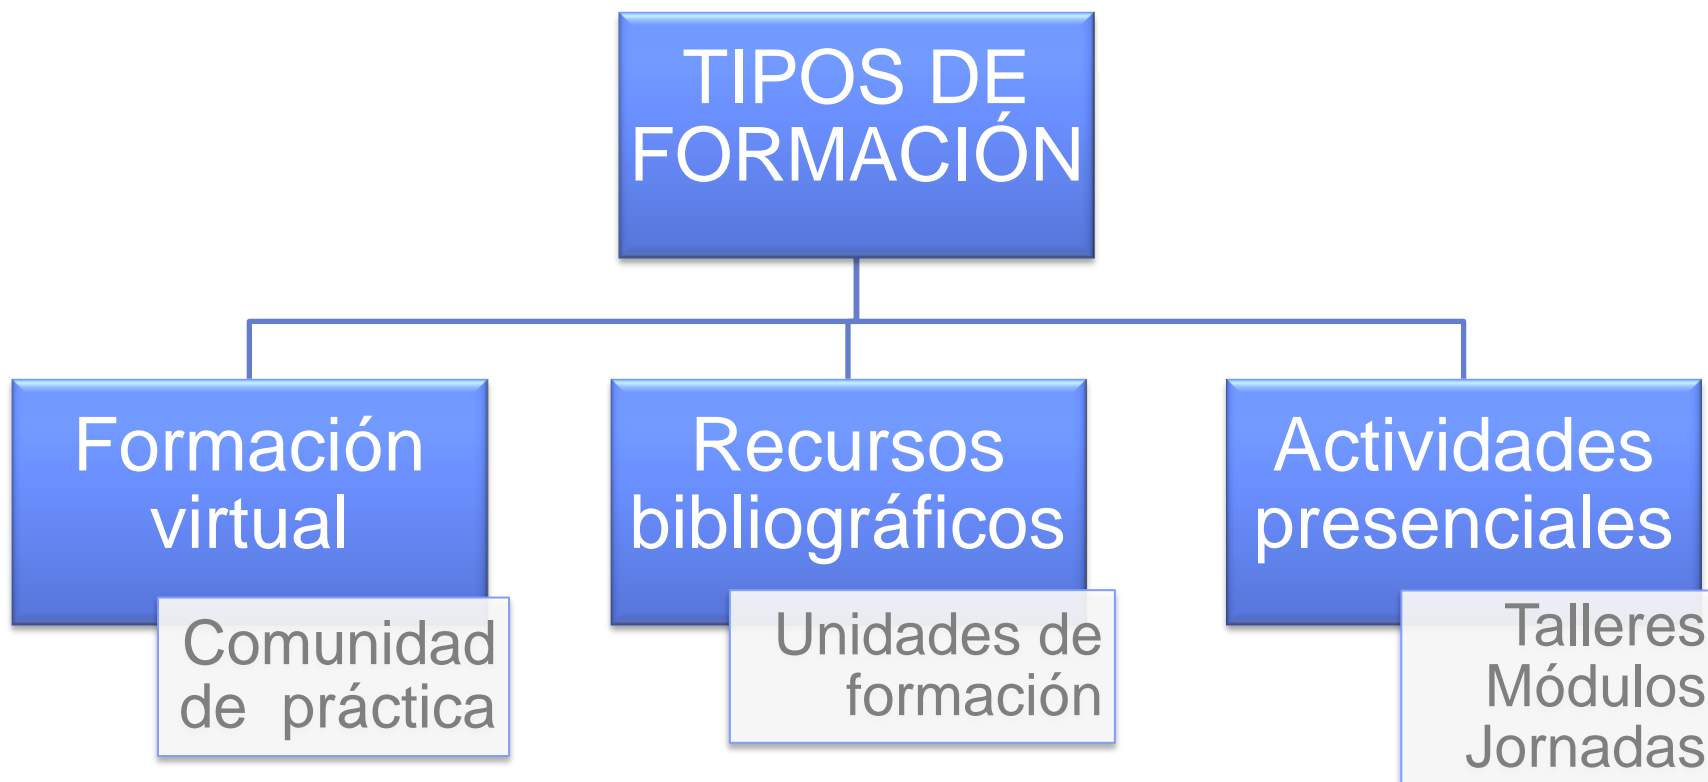 TIPOS DE
FORMACIÓN
Formación
virtual
Comunidad
de práctica
Recursos
bibliográficos
Unidades de
formación
Actividades
presenciales
Talleres
Módulos
Jornadas